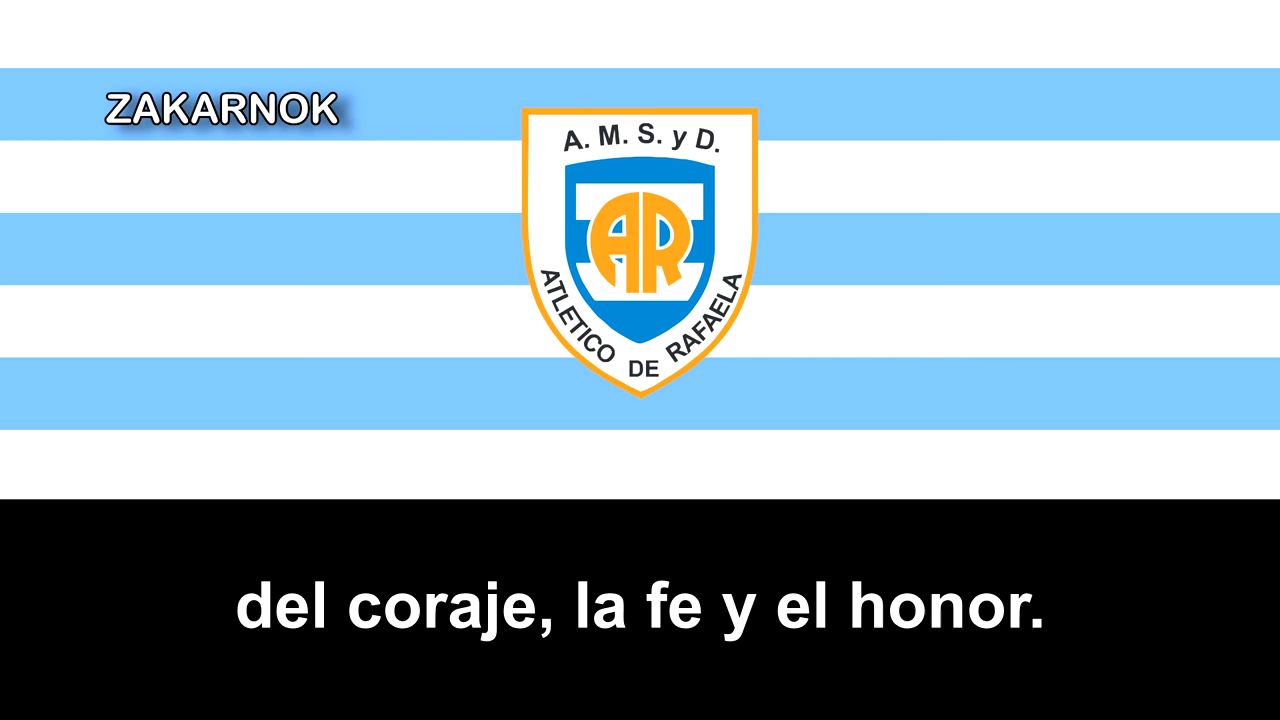 ZAKARNOK
A. M. S. y D.
AR
ATLETICO DE RAFAELA
del coraje, la fe y el honor.